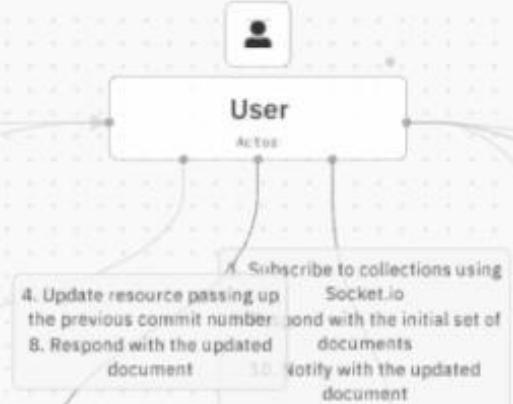 User
Actor
4. Update resource passing up
the previous commit number
8. Respond with the updated
document
Subscribe to collections using
Socket.io
pond with the initial set of
documents
Notify with the updated
document